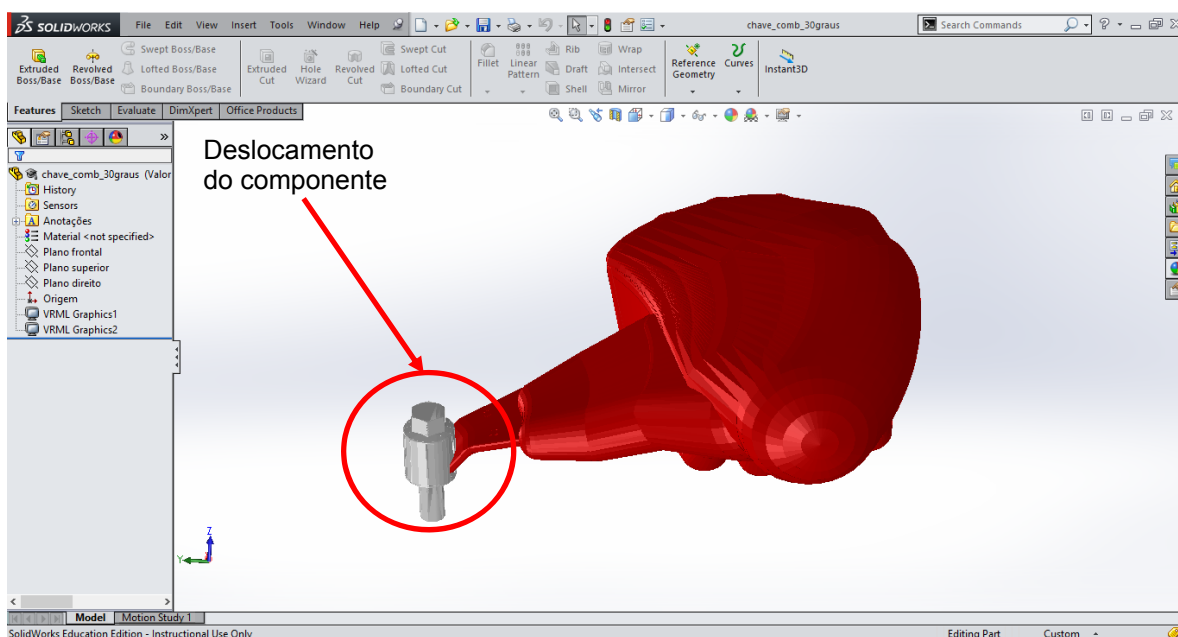 SOLIDWORKS File Edit View Insert Tools Window Help chave_comb_30graus Search Commands
Extruded Boss/Base
Revolved Boss/Base
Swept Boss/Base
Lofted Boss/Base
Boundary Boss/Base
Extruded Cut
Hole Wizard
Revolved Cut
Swept Cut
Lofted Cut
Boundary Cut
Fillet
Linear Pattern
Rib
Draft
Shell
Wrap
Intersect
Mirror
Reference Geometry
Curves
Instant3D
Features Sketch Evaluate DimXpert Office Products
chave_comb_30graus (Valor
History
Sensors
Anotações
Material <not specified>
Plano frontal
Plano superior
Plano direito
Origem
VRML Graphics1
VRML Graphics2
Deslocamento
do componente
Z
Y
Model Motion Study 1
SolidWorks Education Edition - Instructional Use Only Editing Part Custom